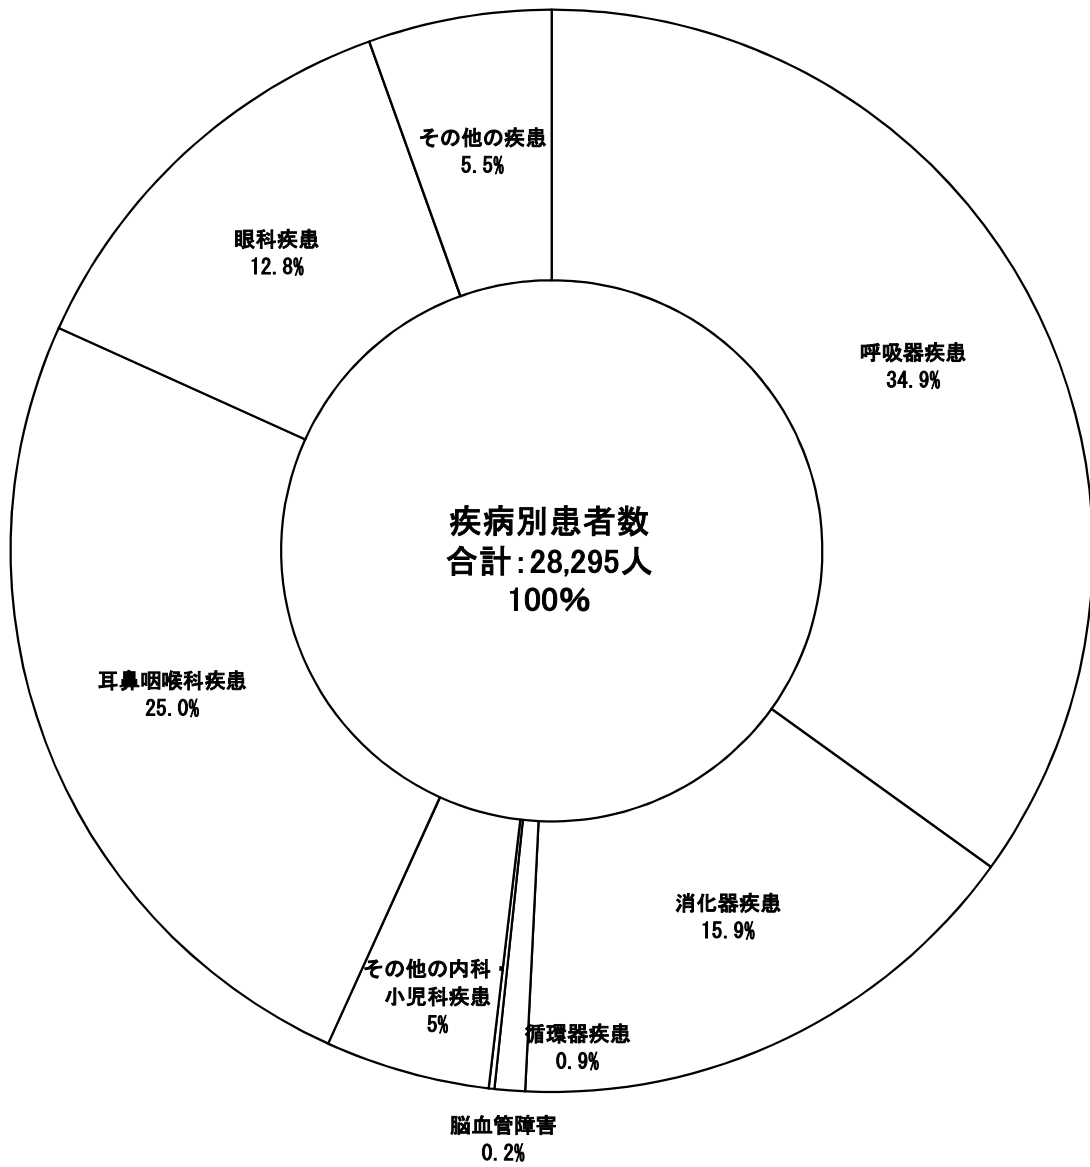 その他の疾患
5.5%
眼科疾患
12.8%
呼吸器疾患
34.9%
疾病別患者数
合計:28,295人
100%
耳鼻咽喉科疾患
25.0%
消化器疾患
15.9%
その他の内科・
小児科疾患
5%
循環器疾患
0.9%
脳血管障害
0.2%